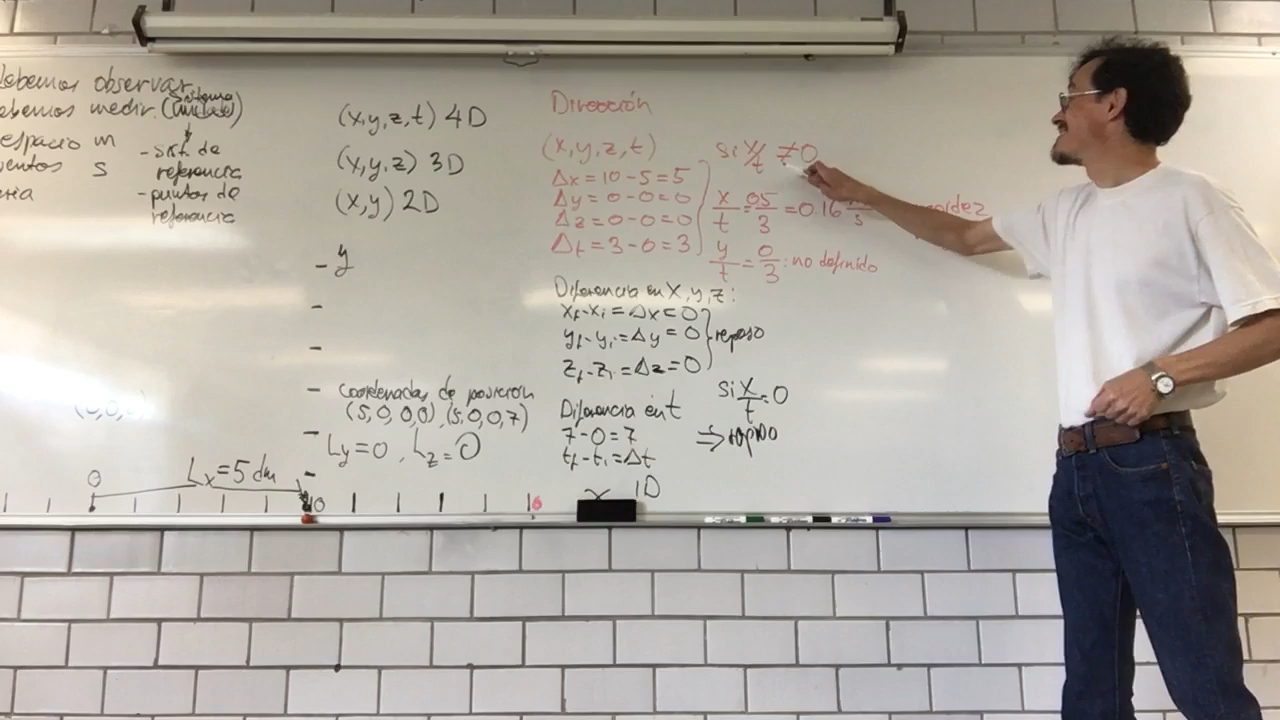 debemos observar
debemos medir (sistema unidades)
espacio m
s
- sist de
referencia
- puntos de
referencia
(x,y,z,t) 4D
(x,y,z) 3D
(x,y) 2D
- y
coordenadas de posición
(5,0,0,0), (5,0,0,7)
Ly=0, Lz=0
0
Lx=5 dm
10
Dirección
(x,y,z,t)
Δx=10-5=5
Δy=0-0=0
Δz=0-0=0
Δt=3-0=3
si x/t ≠0
x/t = 05/3 =0.16
s
y/t = 0/3 : no definido
Diferencia en x,y,z:
xf-xi=Δx=0
yf-yi=Δy=0
zf-zi=Δz=0
reposo
Diferencia en t
7-0=7
tf-ti=Δt
si x/t=0
⇒ reposo
x 1D